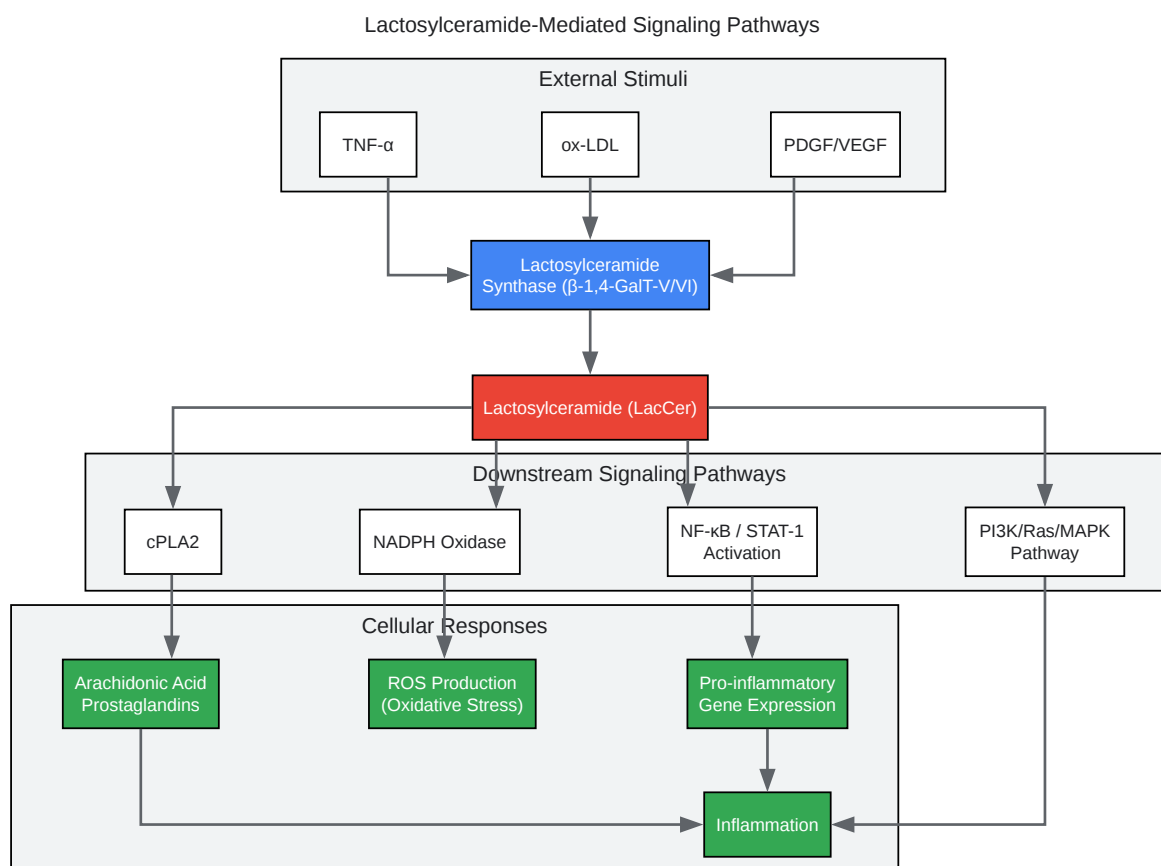 Lactosylceramide-Mediated Signaling Pathways
External Stimuli
TNF-α
ox-LDL
PDGF/VEGF
Lactosylceramide
Synthase (β-1,4-GalT-V/VI)
Lactosylceramide (LacCer)
Downstream Signaling Pathways
cPLA2
NADPH Oxidase
NF-κB / STAT-1
Activation
PI3K/Ras/MAPK
Pathway
Cellular Responses
Arachidonic Acid
Prostaglandins
ROS Production
(Oxidative Stress)
Pro-inflammatory
Gene Expression
Inflammation